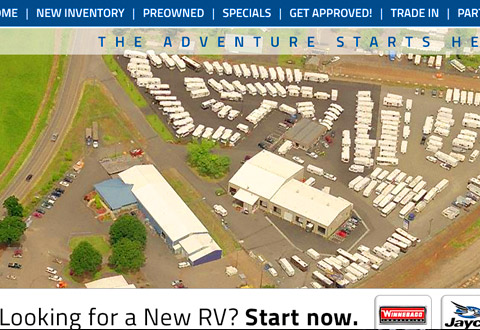 OME | NEW INVENTORY | PREOWNED | SPECIALS | GET APPROVED! | TRADE IN | PAR
THE ADVENTURE STARTS HE
Looking for a New RV? Start now.
WINNEBAGO
Jayc